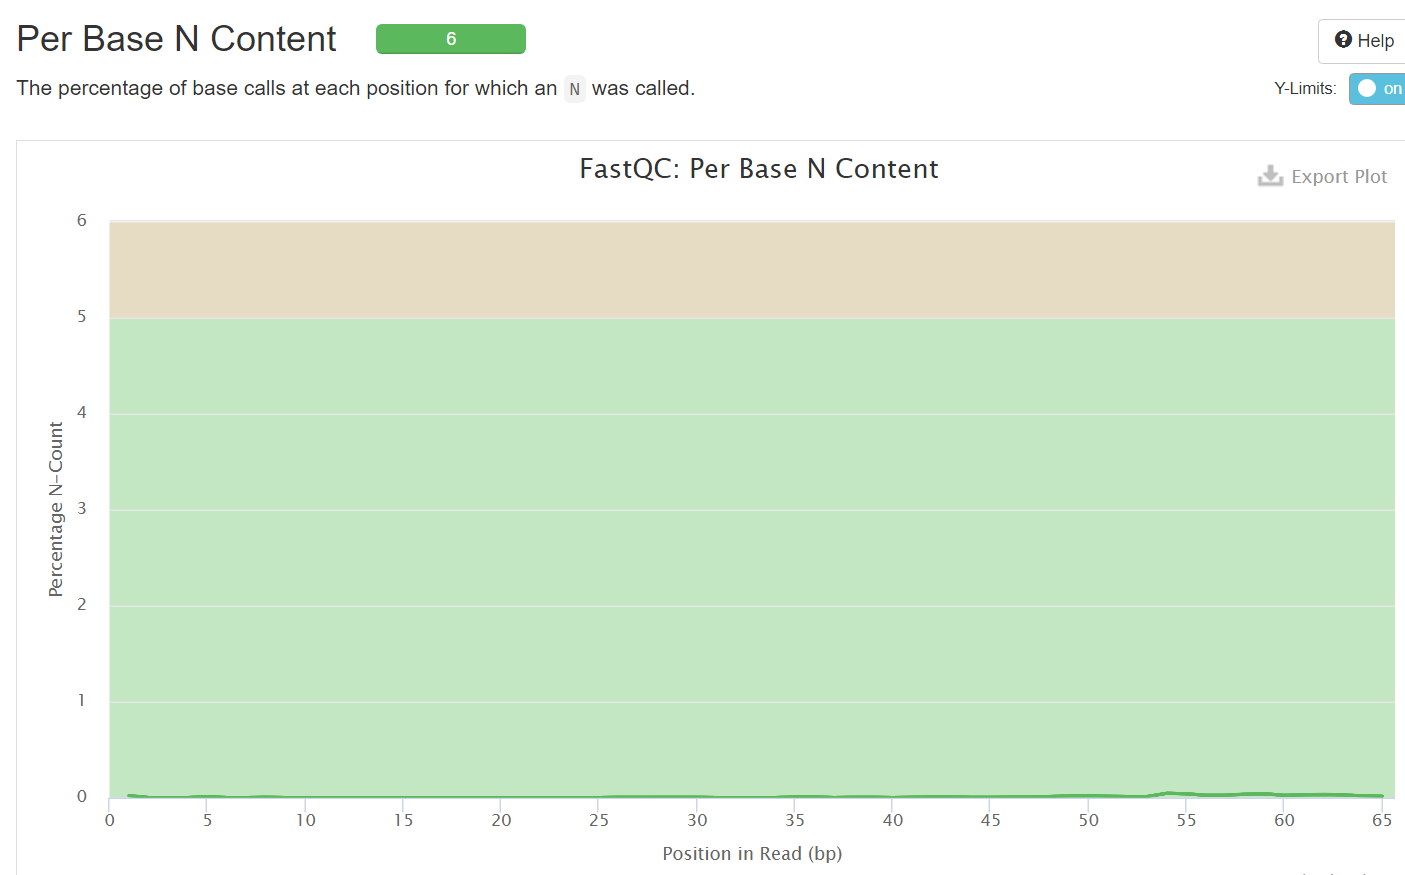 Per Base N Content 6
Help
The percentage of base calls at each position for which an N was called.
Y-Limits: on
FastQC: Per Base N Content
Export Plot
6
5
4
3
2
1
0
Percentage N-Count
0 5 10 15 20 25 30 35 40 45 50 55 60 65
Position in Read (bp)